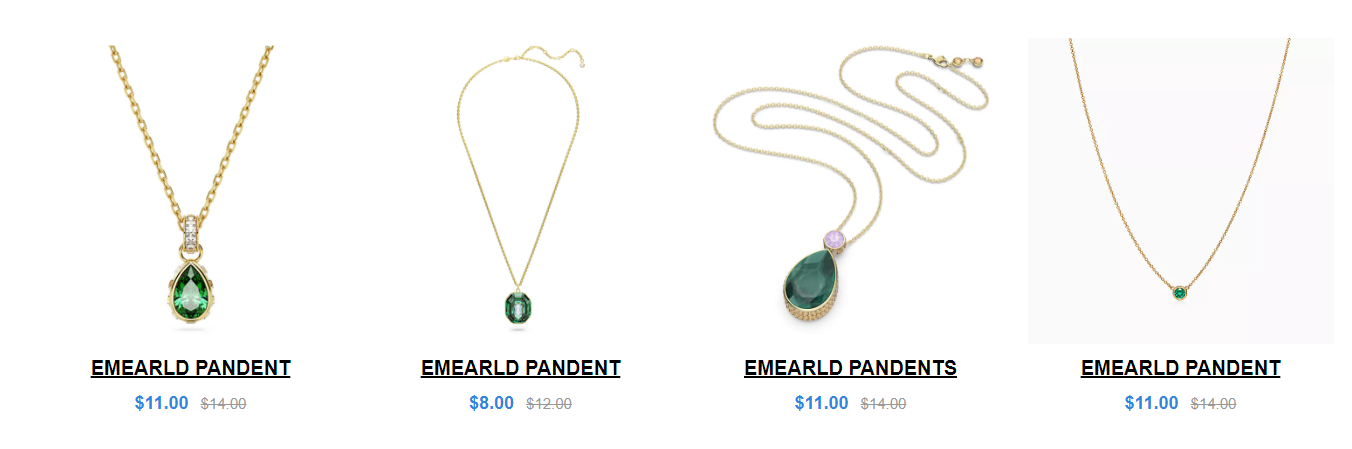 EMEARLD PANDENT
$11.00 $14.00
EMEARLD PANDENT
$8.00 $12.00
EMEARLD PANDENTS
$11.00 $14.00
EMEARLD PANDENT
$11.00 $14.00